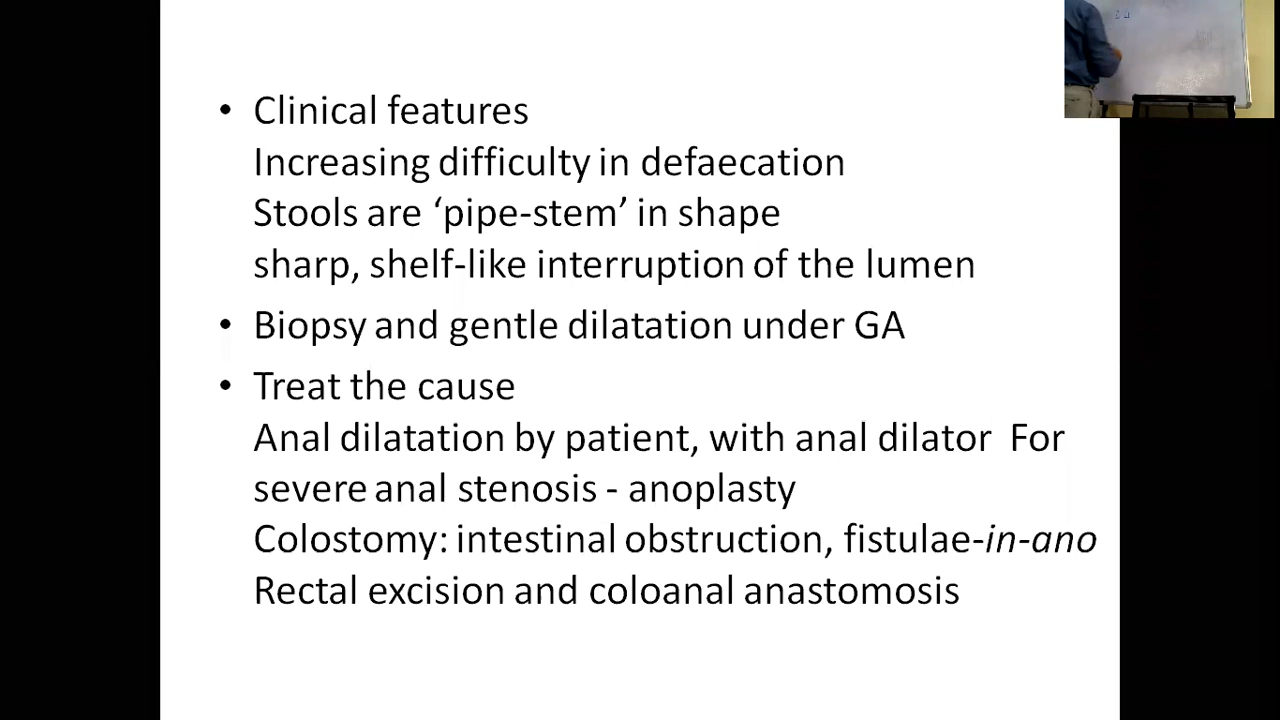 • Clinical features
Increasing difficulty in defaecation
Stools are ‘pipe-stem’ in shape
sharp, shelf-like interruption of the lumen
• Biopsy and gentle dilatation under GA
• Treat the cause
Anal dilatation by patient, with anal dilator For
severe anal stenosis - anoplasty
Colostomy: intestinal obstruction, fistulae-in-ano
Rectal excision and coloanal anastomosis